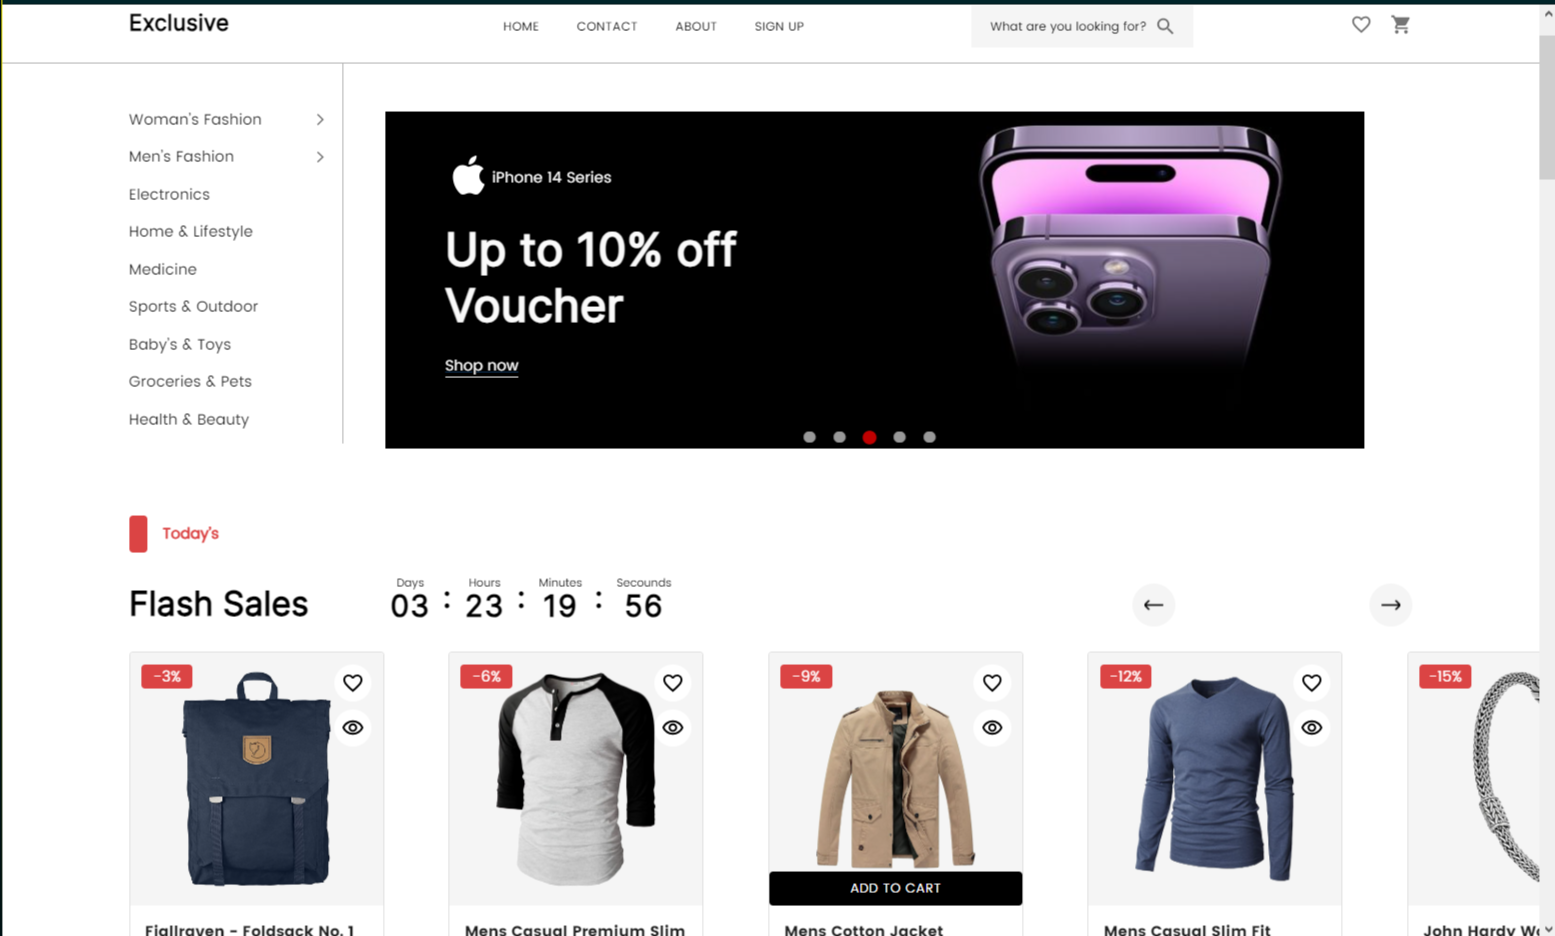 Exclusive
HOME CONTACT ABOUT SIGN UP
What are you looking for?
Woman's Fashion
Men's Fashion
Electronics
Home & Lifestyle
Medicine
Sports & Outdoor
Baby's & Toys
Groceries & Pets
Health & Beauty
iPhone 14 Series
Up to 10% off
Voucher
Shop now
Today's
Flash Sales
Days Hours Minutes Secounds
03 : 23 : 19 : 56
-3%
-6%
-9%
-12%
-15%
ADD TO CART
Fjallraven - Foldsack No. 1
Mens Casual Premium Slim
Mens Cotton Jacket
Mens Casual Slim Fit
John Hardy